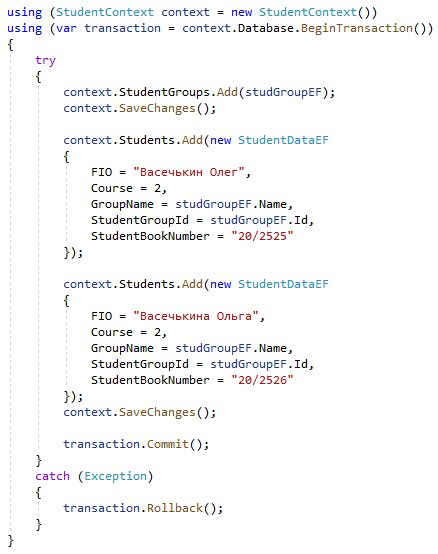 using (StudentContext context = new StudentContext())
using (var transaction = context.Database.BeginTransaction())
{
    try
    {
        context.StudentGroups.Add(studGroupEF);
        context.SaveChanges();

        context.Students.Add(new StudentDataEF
        {
            FIO = "Васечькин Олег",
            Course = 2,
            GroupName = studGroupEF.Name,
            StudentGroupId = studGroupEF.Id,
            StudentBookNumber = "20/2525"
        });

        context.Students.Add(new StudentDataEF
        {
            FIO = "Васечькина Ольга",
            Course = 2,
            GroupName = studGroupEF.Name,
            StudentGroupId = studGroupEF.Id,
            StudentBookNumber = "20/2526"
        });
        context.SaveChanges();

        transaction.Commit();
    }
    catch (Exception)
    {
        transaction.Rollback();
    }
}